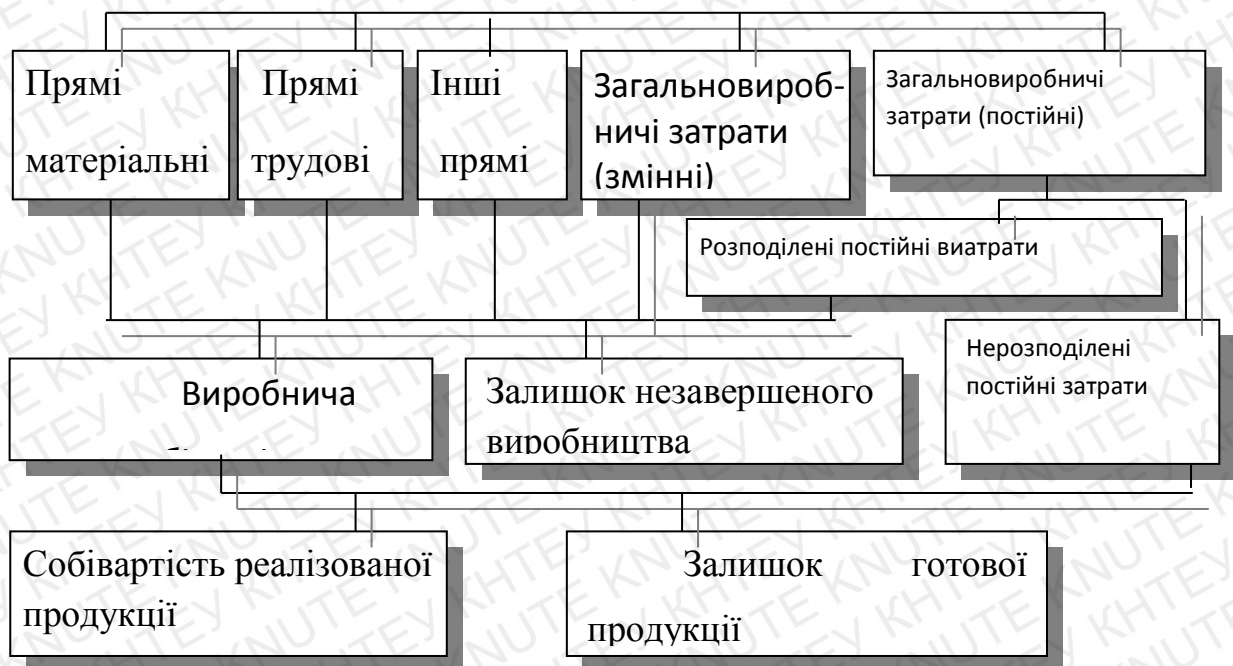 Прямі
матеріальні
Прямі
трудові
Інші
прямі
Загальновироб-
ничі затрати
(змінні)
Загальновиробничі
затрати (постійні)
Розподілені постійні виатрати
Нерозподілені
постійні затрати
Виробнича
Залишок незавершеного
виробництва
Собівартість реалізованої
продукції
Залишок готової
продукції